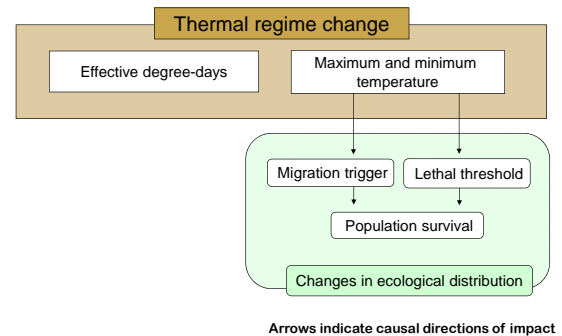 Thermal regime change
Effective degree-days
Maximum and minimum
temperature
Migration trigger
Lethal threshold
Population survival
Changes in ecological distribution
Arrows indicate causal directions of impact